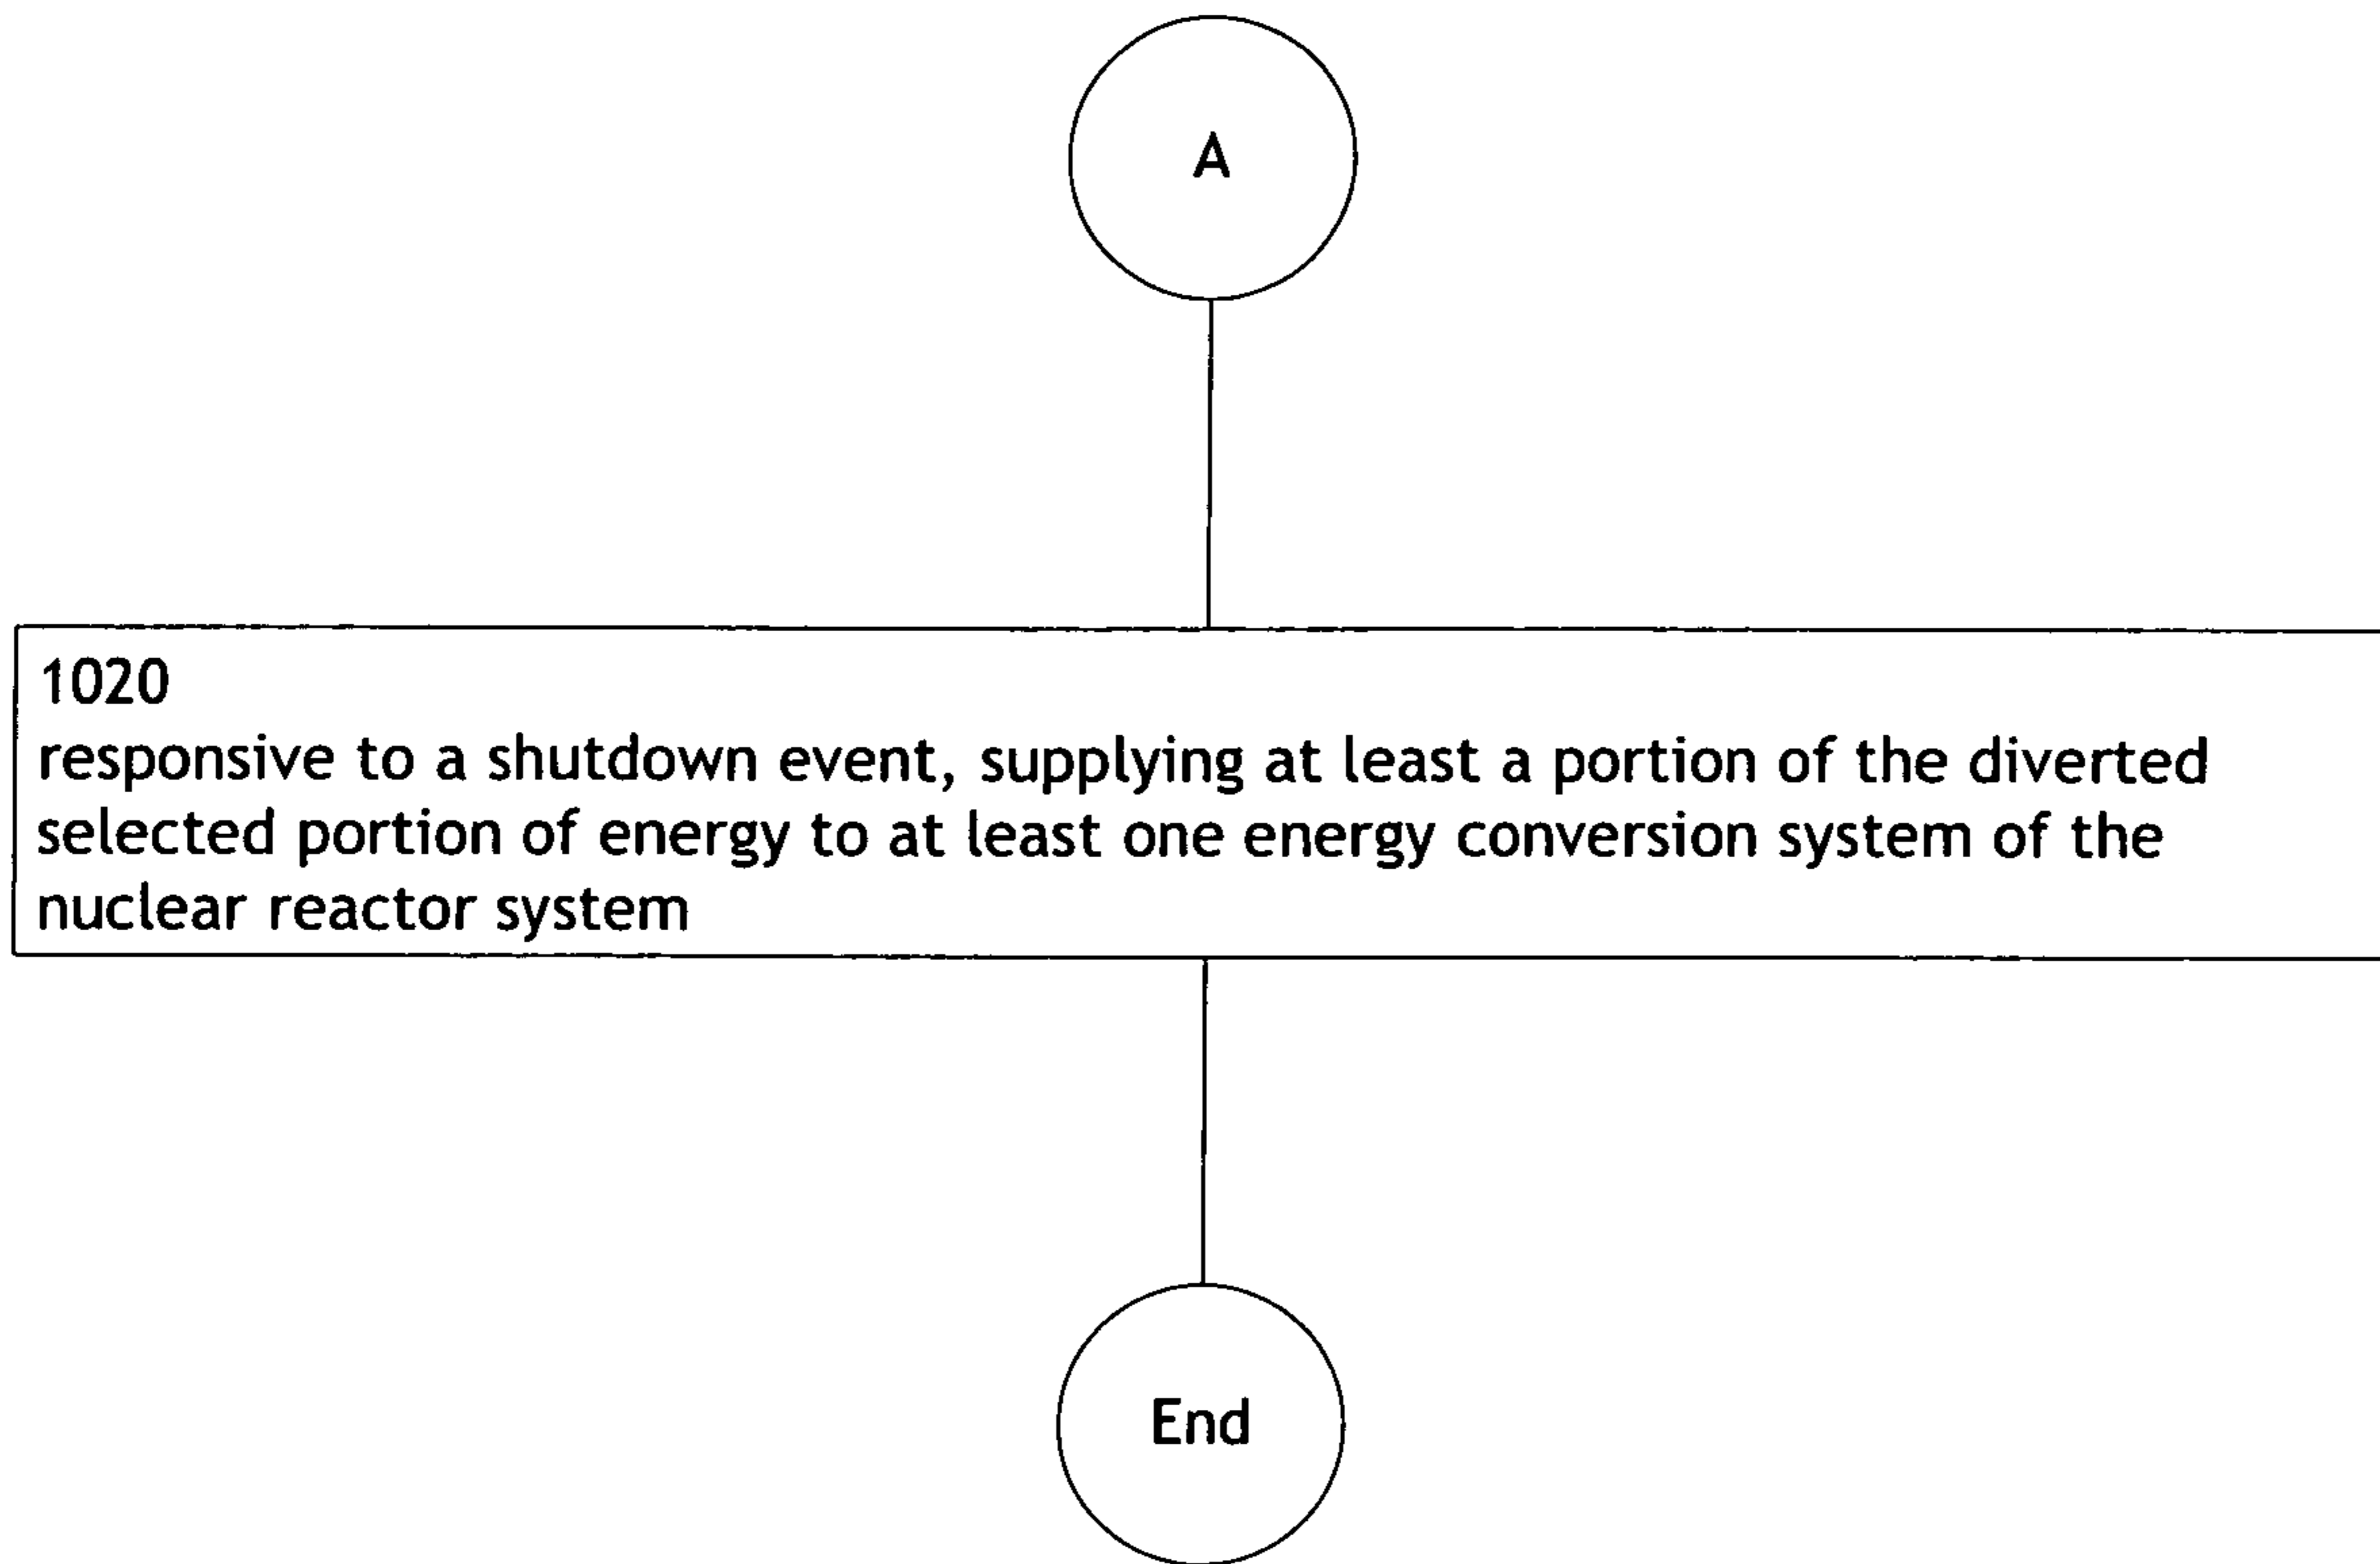 A
1020
responsive to a shutdown event, supplying at least a portion of the diverted
selected portion of energy to at least one energy conversion system of the
nuclear reactor system
End